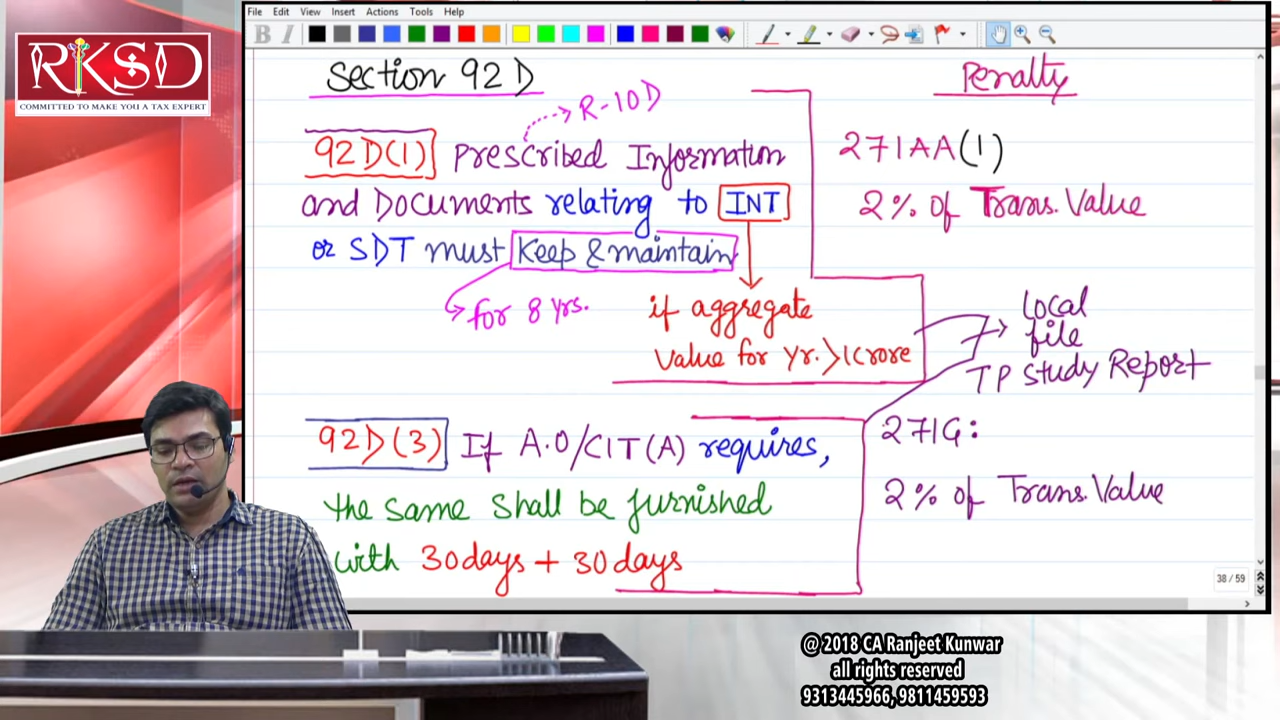 File Edit View Insert Actions Tools Help
RKSD
COMMITTED TO MAKE YOU A TAX EXPERT
B I
Section 92D
Penalty
R-10D
92D(1) Prescribed Information
and Documents relating to INT
or SDT must Keep & maintain
for 8 yrs.
if aggregate
Value for yr. > 1 Crore
271AA(1)
2% of Trans. Value
Local
file
TP Study Report
92D(3) If A.O/CIT(A) requires,
the same shall be furnished
with 30days + 30days
271G:
2% of Trans. Value
38 / 59
@ 2018 CA Ranjeet Kunwar
all rights reserved
9313445966, 9811459593